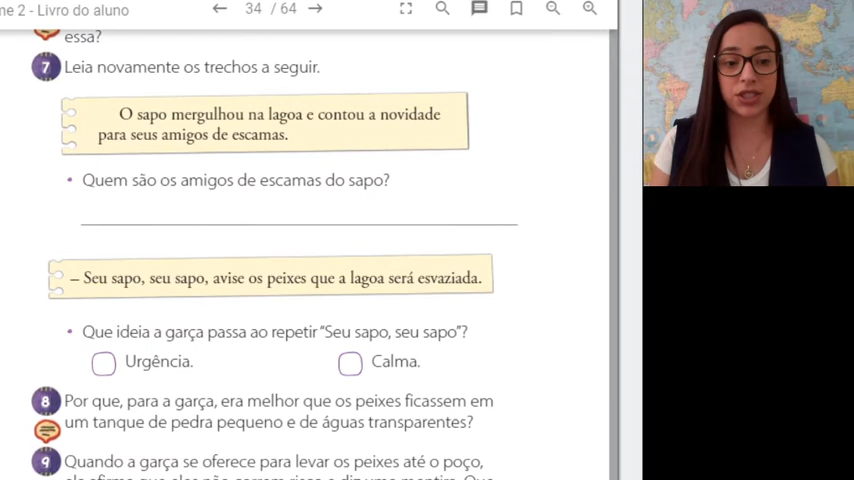 me 2 - Livro do aluno
34 / 64
essa?
7 Leia novamente os trechos a seguir.
O sapo mergulhou na lagoa e contou a novidade
para seus amigos de escamas.
• Quem são os amigos de escamas do sapo?
– Seu sapo, seu sapo, avise os peixes que a lagoa será esvaziada.
• Que ideia a garça passa ao repetir “Seu sapo, seu sapo”?
Urgência. Calma.
8 Por que, para a garça, era melhor que os peixes ficassem em
um tanque de pedra pequeno e de águas transparentes?
9 Quando a garça se oferece para levar os peixes até o poço,